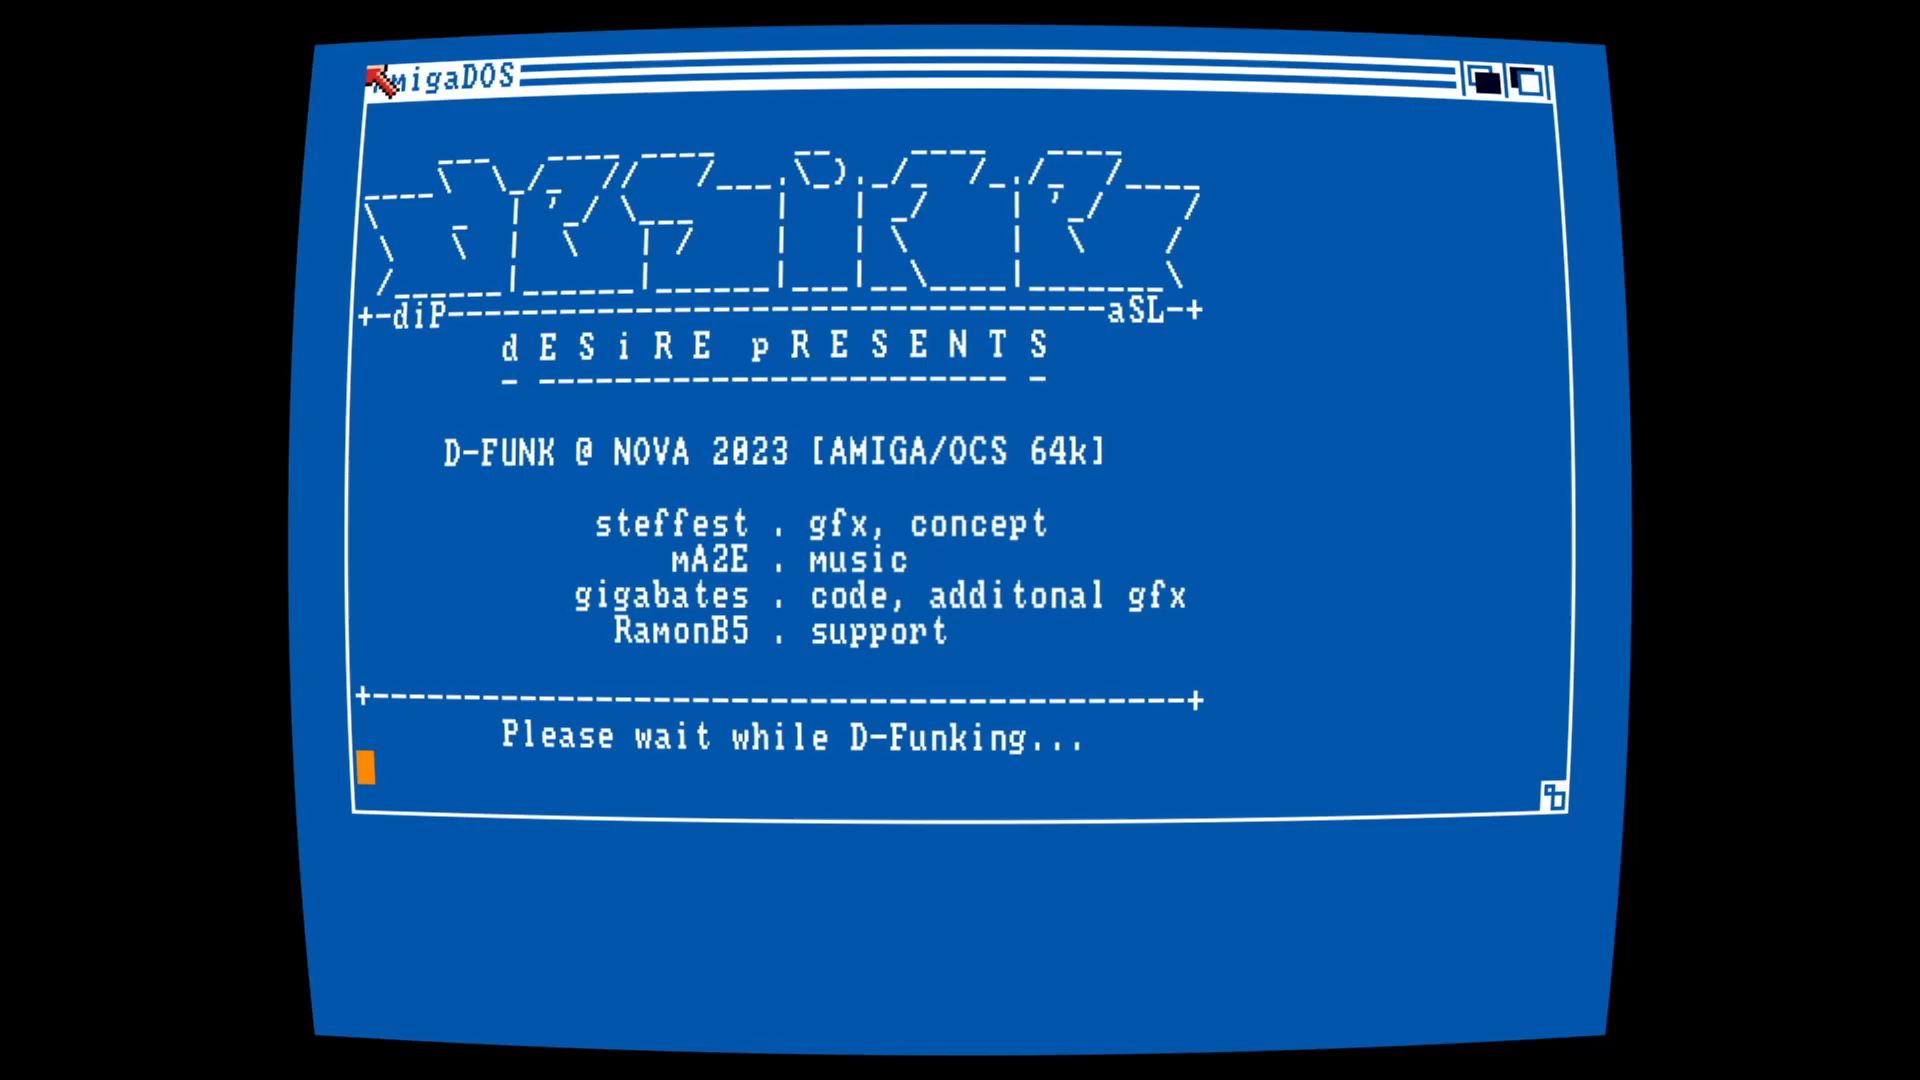 migaDOS
+-diP----------------------------------aSL-+
d E S i R E p R E S E N T S
D-FUNK @ NOVA 2023 [AMIGA/OCS 64k]
steffest . gfx, concept
mA2E . music
gigabates . code, additonal gfx
RamonB5 . support
Please wait while D-Funking...